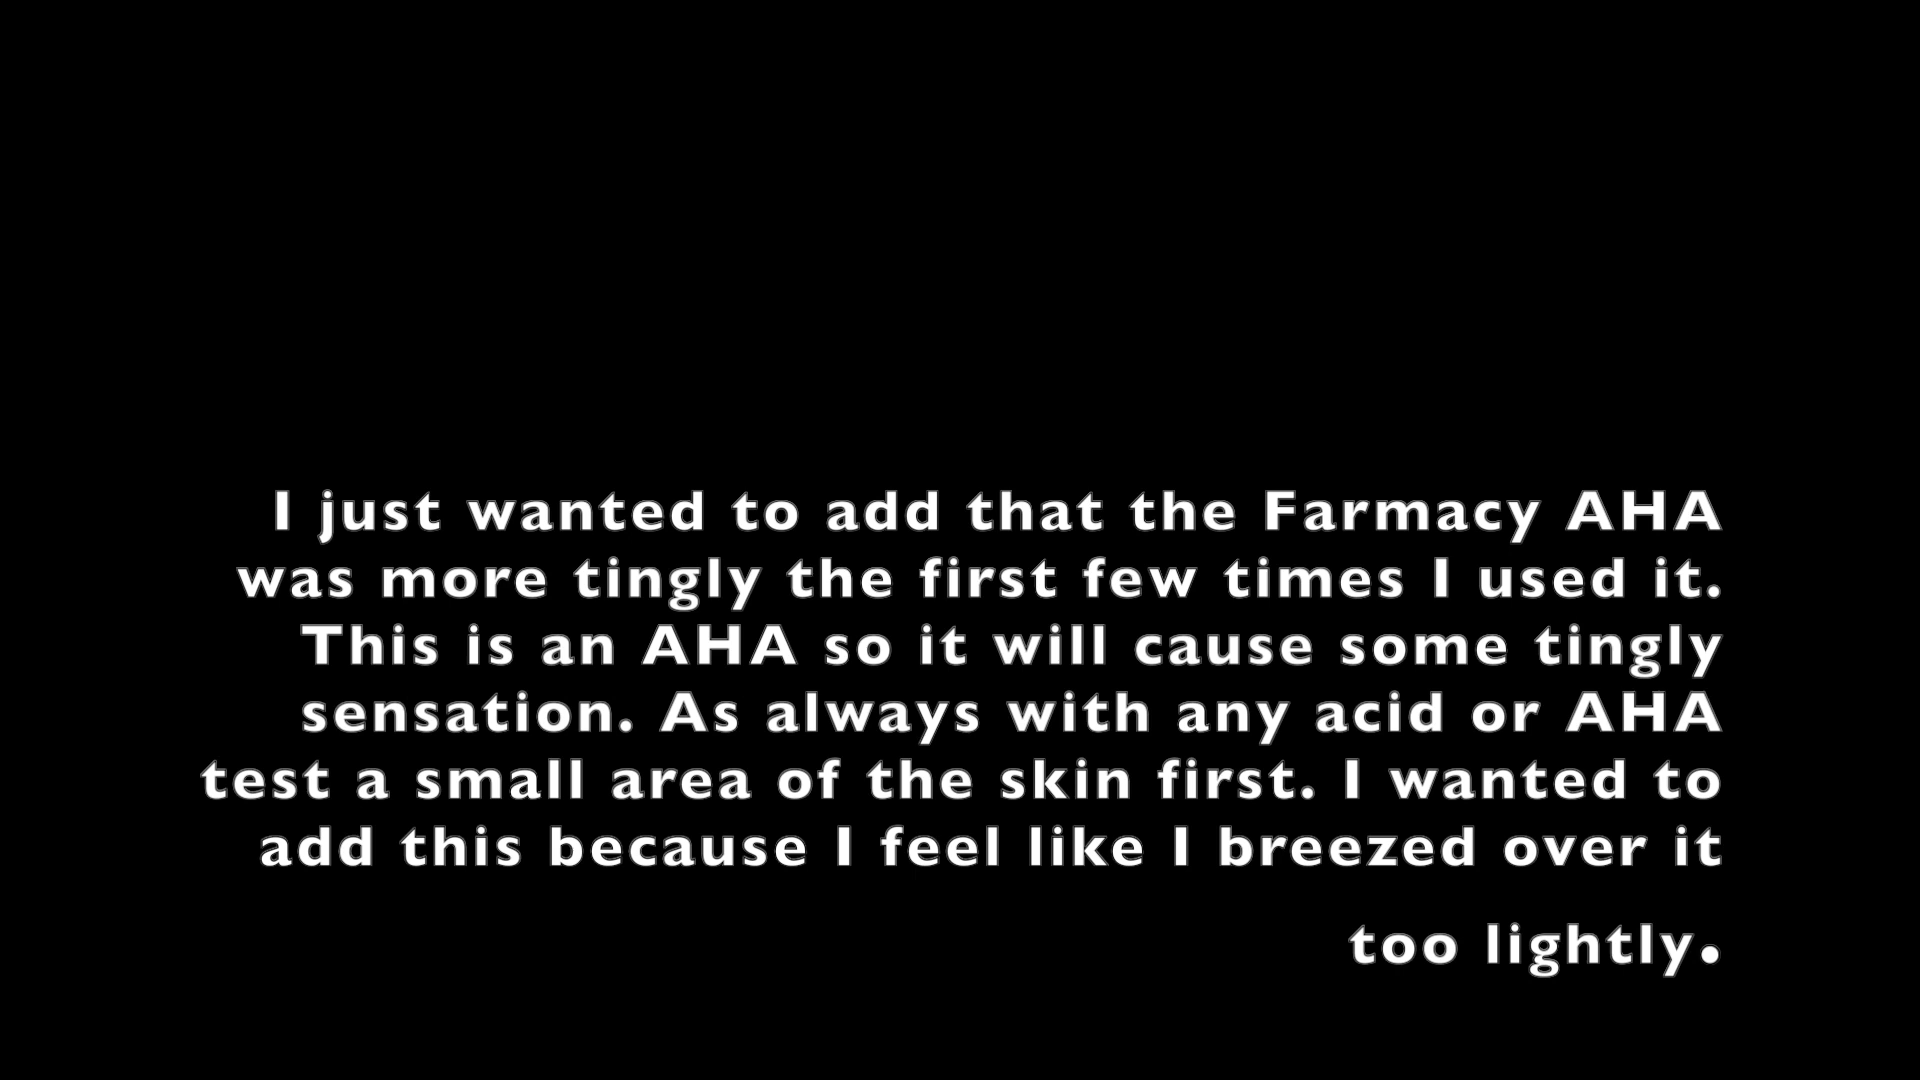 I just wanted to add that the Farmacy AHA
was more tingly the first few times I used it.
This is an AHA so it will cause some tingly
sensation. As always with any acid or AHA
test a small area of the skin first. I wanted to
add this because I feel like I breezed over it
too lightly.